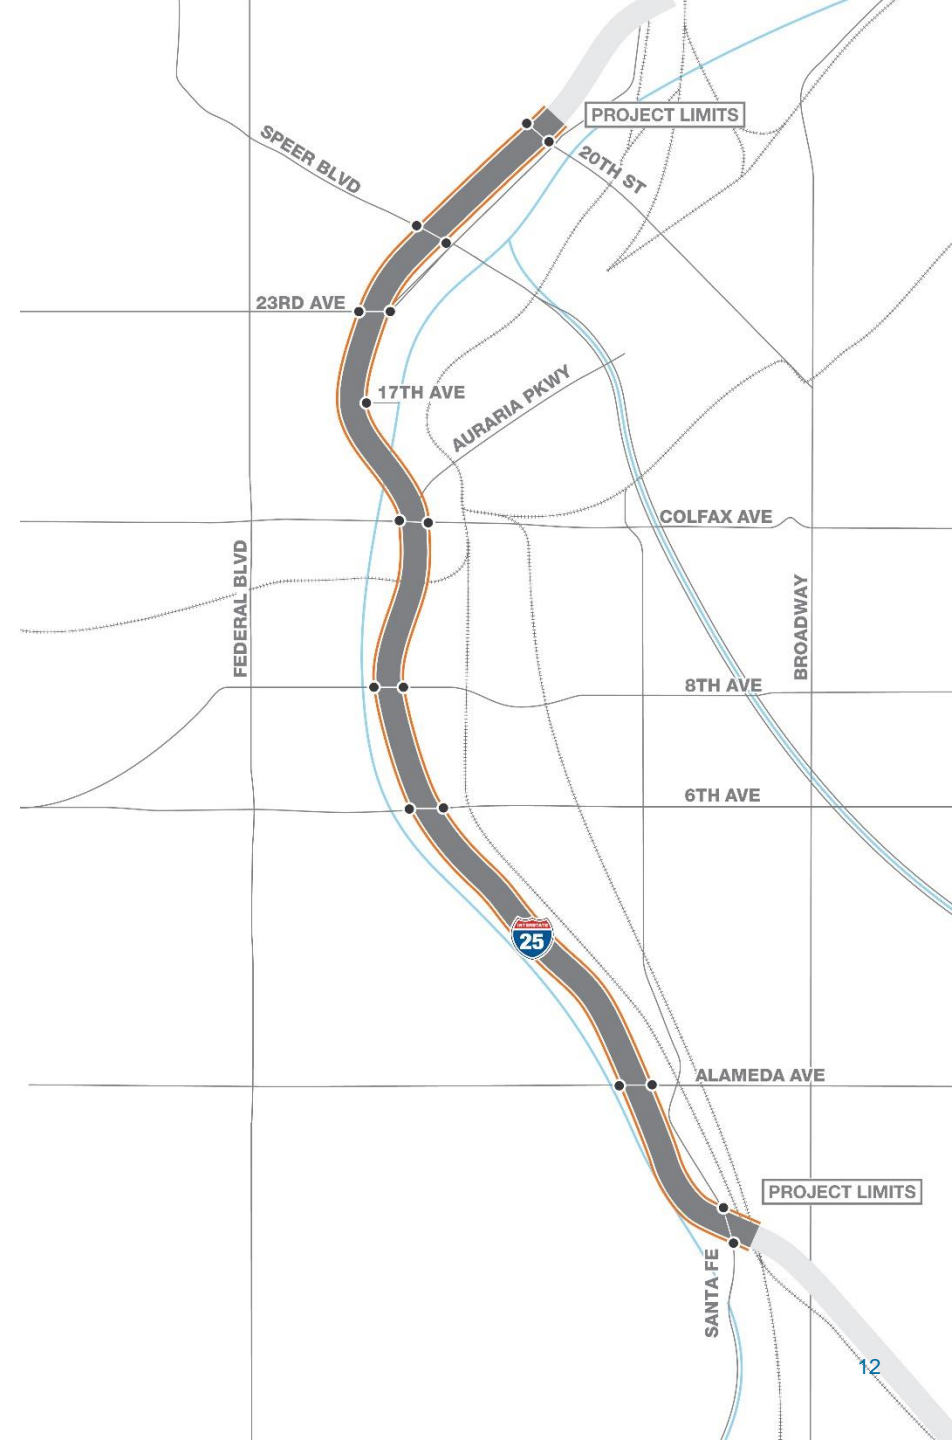 PROJECT LIMITS
SPEER BLVD
20TH ST
23RD AVE
17TH AVE
AURARIA PKWY
COLFAX AVE
FEDERAL BLVD
BROADWAY
8TH AVE
6TH AVE
INTERSTATE
25
ALAMEDA AVE
PROJECT LIMITS
SANTA FE
12